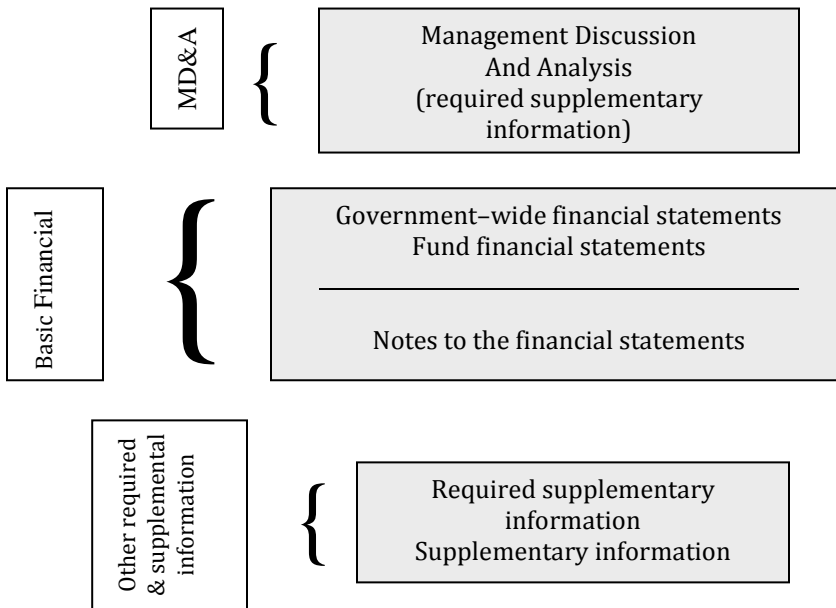 MD&A
Management Discussion
And Analysis
(required supplementary
information)
Basic Financial
Government–wide financial statements
Fund financial statements
Notes to the financial statements
Other required
& supplemental
information
Required supplementary
information
Supplementary information